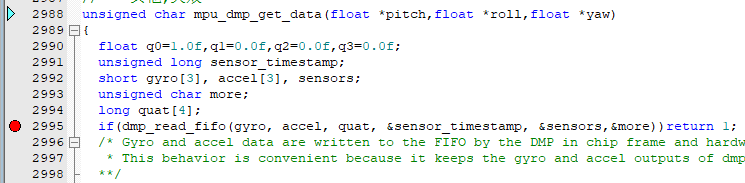 2988 unsigned char mpu_dmp_get_data(float *pitch,float *roll,float *yaw)
2989 {
2990 float q0=1.0f,q1=0.0f,q2=0.0f,q3=0.0f;
2991 unsigned long sensor_timestamp;
2992 short gyro[3], accel[3], sensors;
2993 unsigned char more;
2994 long quat[4];
2995 if(dmp_read_fifo(gyro, accel, quat, &sensor_timestamp, &sensors,&more))return 1;
2996 /* Gyro and accel data are written to the FIFO by the DMP in chip frame and hardw
2997 * This behavior is convenient because it keeps the gyro and accel outputs of dmp
2998 **/